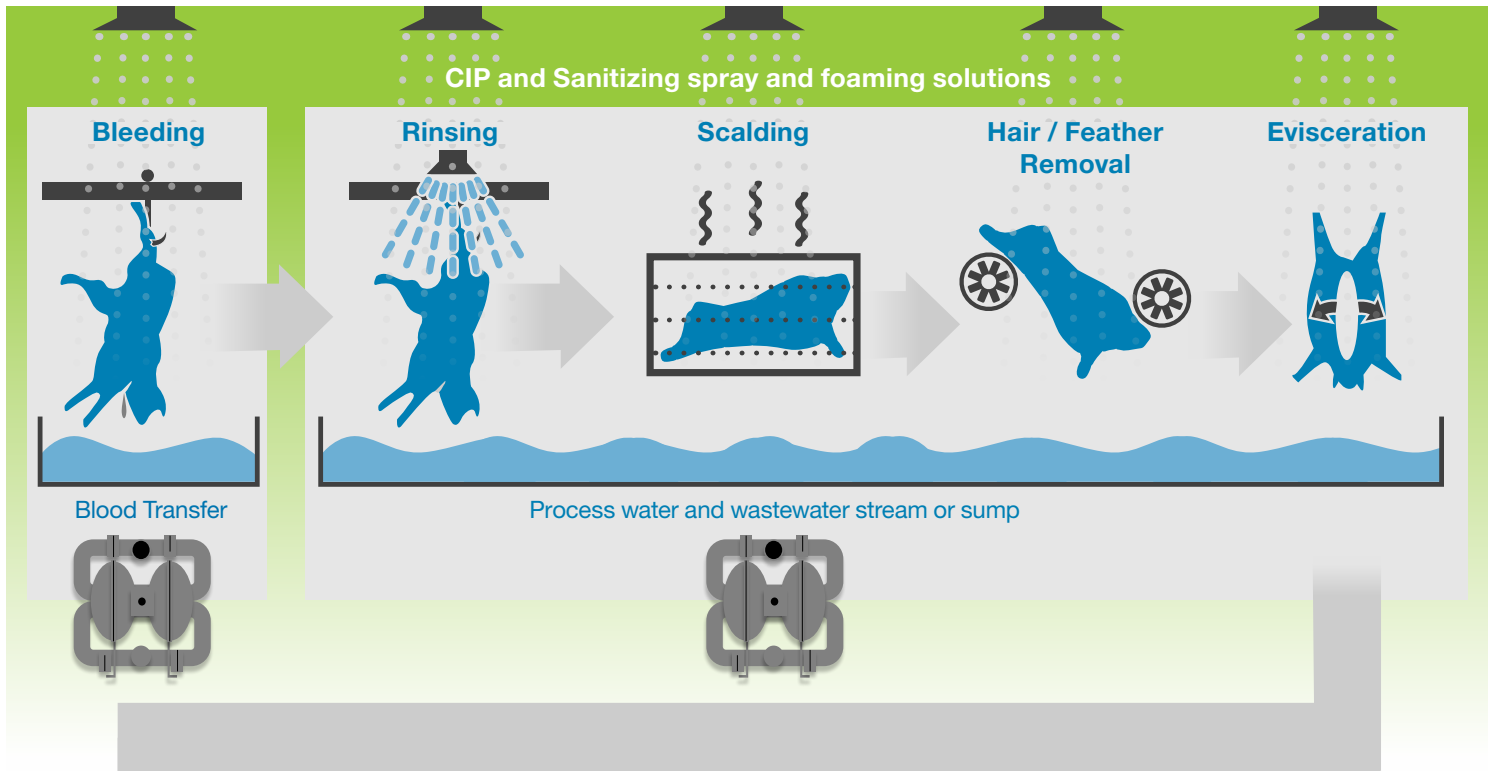 CIP and Sanitizing spray and foaming solutions
Bleeding
Rinsing
Scalding
Hair / Feather
Removal
Evisceration
Blood Transfer
Process water and wastewater stream or sump